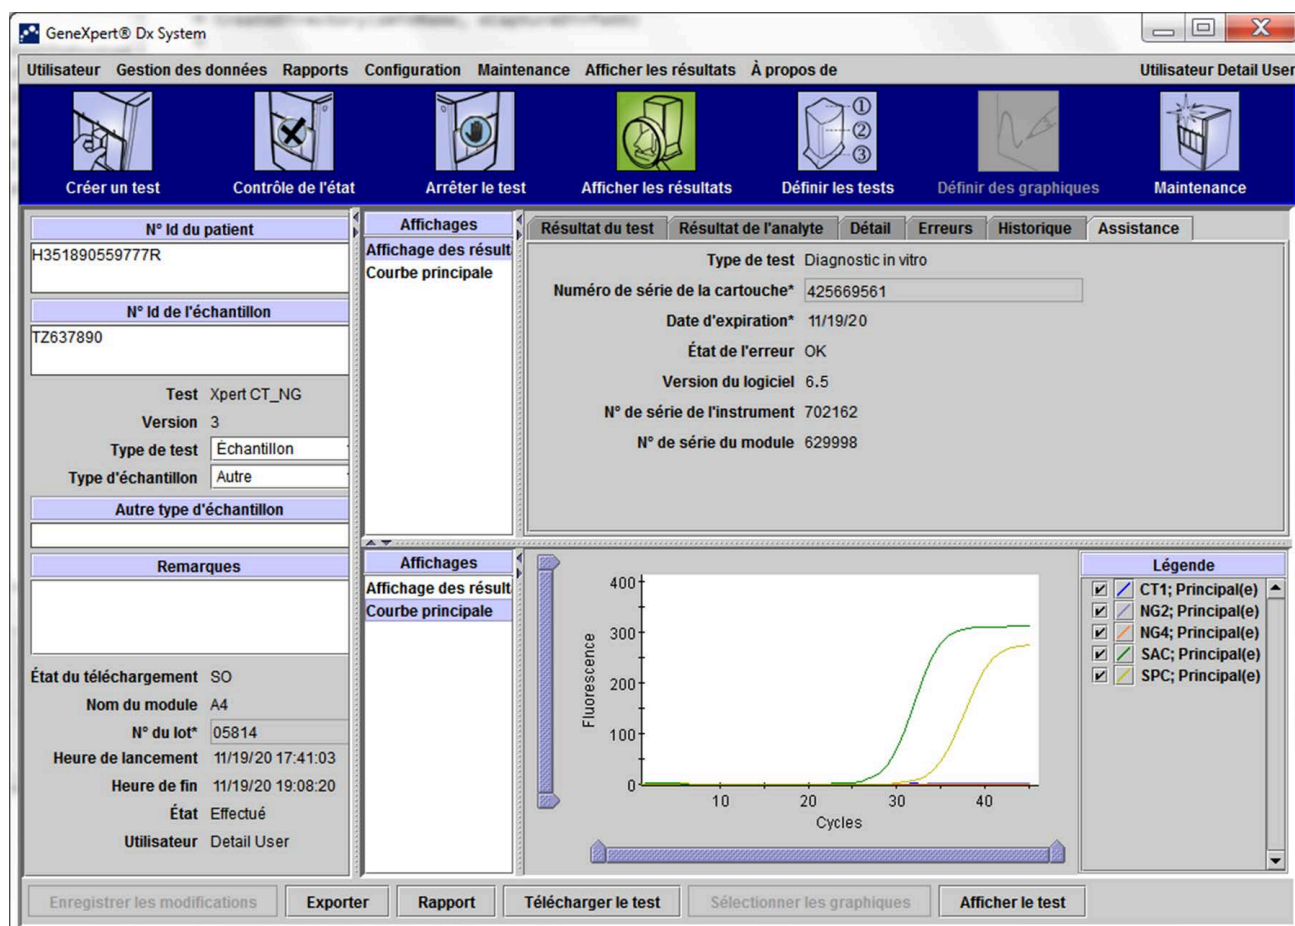 GeneXpert® Dx System
Utilisateur Gestion des données Rapports Configuration Maintenance Afficher les résultats À propos de Utilisateur Detail User
Créer un test Contrôle de l'état Arrêter le test Afficher les résultats Définir les tests Définir des graphiques Maintenance
① ② ③
N° Id du patient
H351890559777R
N° Id de l'échantillon
TZ637890
Test Xpert CT_NG
Version 3
Type de test Échantillon
Type d'échantillon Autre
Autre type d'échantillon
Remarques
État du téléchargement SO
Nom du module A4
N° du lot* 05814
Heure de lancement 11/19/20 17:41:03
Heure de fin 11/19/20 19:08:20
État Effectué
Utilisateur Detail User
Affichages
Affichage des résult
Courbe principale
Résultat du test Résultat de l'analyte Détail Erreurs Historique Assistance
Type de test Diagnostic in vitro
Numéro de série de la cartouche* 425669561
Date d'expiration* 11/19/20
État de l'erreur OK
Version du logiciel 6.5
N° de série de l'instrument 702162
N° de série du module 629998
Affichages
Affichage des résult
Courbe principale
Fluorescence
400
300
200
100
0
10 20 30 40
Cycles
Légende
CT1; Principal(e)
NG2; Principal(e)
NG4; Principal(e)
SAC; Principal(e)
SPC; Principal(e)
Enregistrer les modifications Exporter Rapport Télécharger le test Sélectionner les graphiques Afficher le test